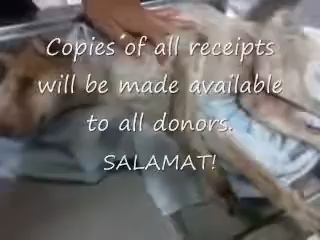 Copies of all receipts
will be made available
to all donors.
SALAMAT!